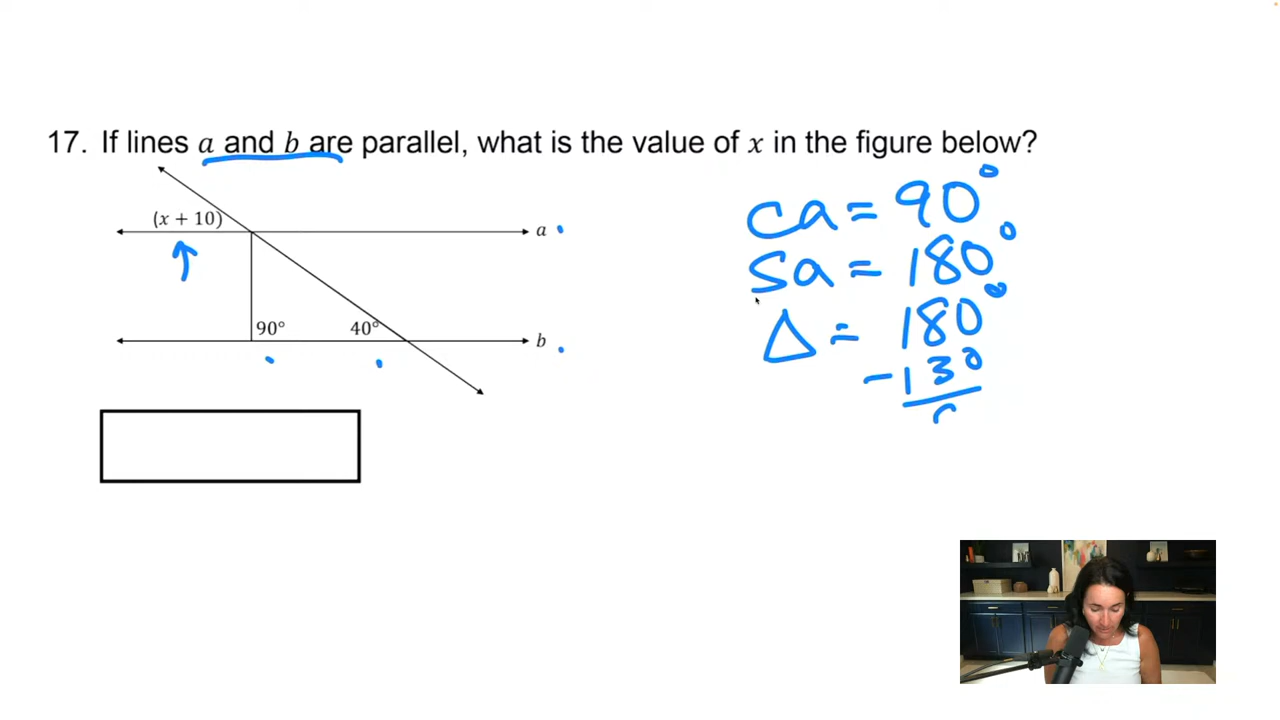 17. If lines a and b are parallel, what is the value of x in the figure below?
(x + 10)
a
90°
40°
b
ca = 90°
sa = 180°
Δ = 180°
-130